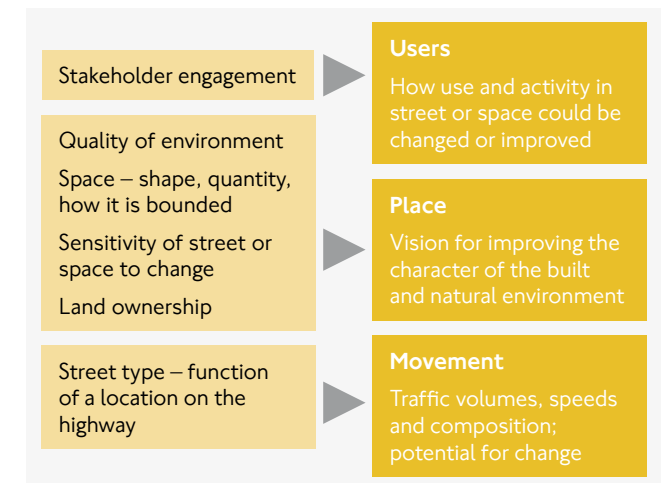 Stakeholder engagement
Users
How use and activity in
street or space could be
changed or improved
Quality of environment
Space – shape, quantity,
how it is bounded
Sensitivity of street or
space to change
Land ownership
Place
Vision for improving the
character of the built
and natural environment
Street type – function
of a location on the
highway
Movement
Traffic volumes, speeds
and composition;
potential for change